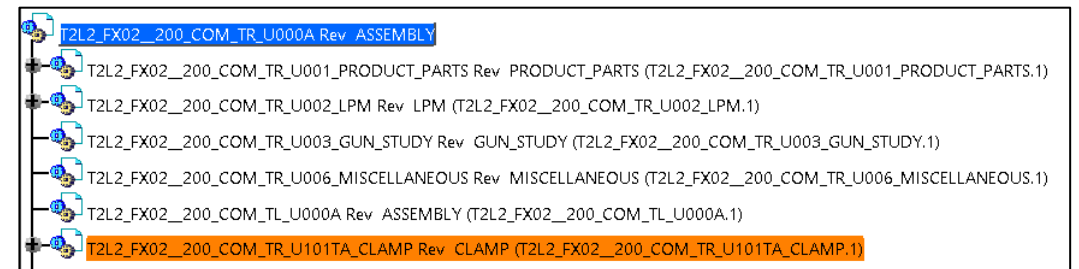 T2L2_FX02__200_COM_TR_U000A Rev ASSEMBLY
T2L2_FX02__200_COM_TR_U001_PRODUCT_PARTS Rev PRODUCT_PARTS (T2L2_FX02__200_COM_TR_U001_PRODUCT_PARTS.1)
T2L2_FX02__200_COM_TR_U002_LPM Rev LPM (T2L2_FX02__200_COM_TR_U002_LPM.1)
T2L2_FX02__200_COM_TR_U003_GUN_STUDY Rev GUN_STUDY (T2L2_FX02__200_COM_TR_U003_GUN_STUDY.1)
T2L2_FX02__200_COM_TR_U006_MISCELLANEOUS Rev MISCELLANEOUS (T2L2_FX02__200_COM_TR_U006_MISCELLANEOUS.1)
T2L2_FX02__200_COM_TL_U000A Rev ASSEMBLY (T2L2_FX02__200_COM_TL_U000A.1)
T2L2_FX02__200_COM_TR_U101TA_CLAMP Rev CLAMP (T2L2_FX02__200_COM_TR_U101TA_CLAMP.1)